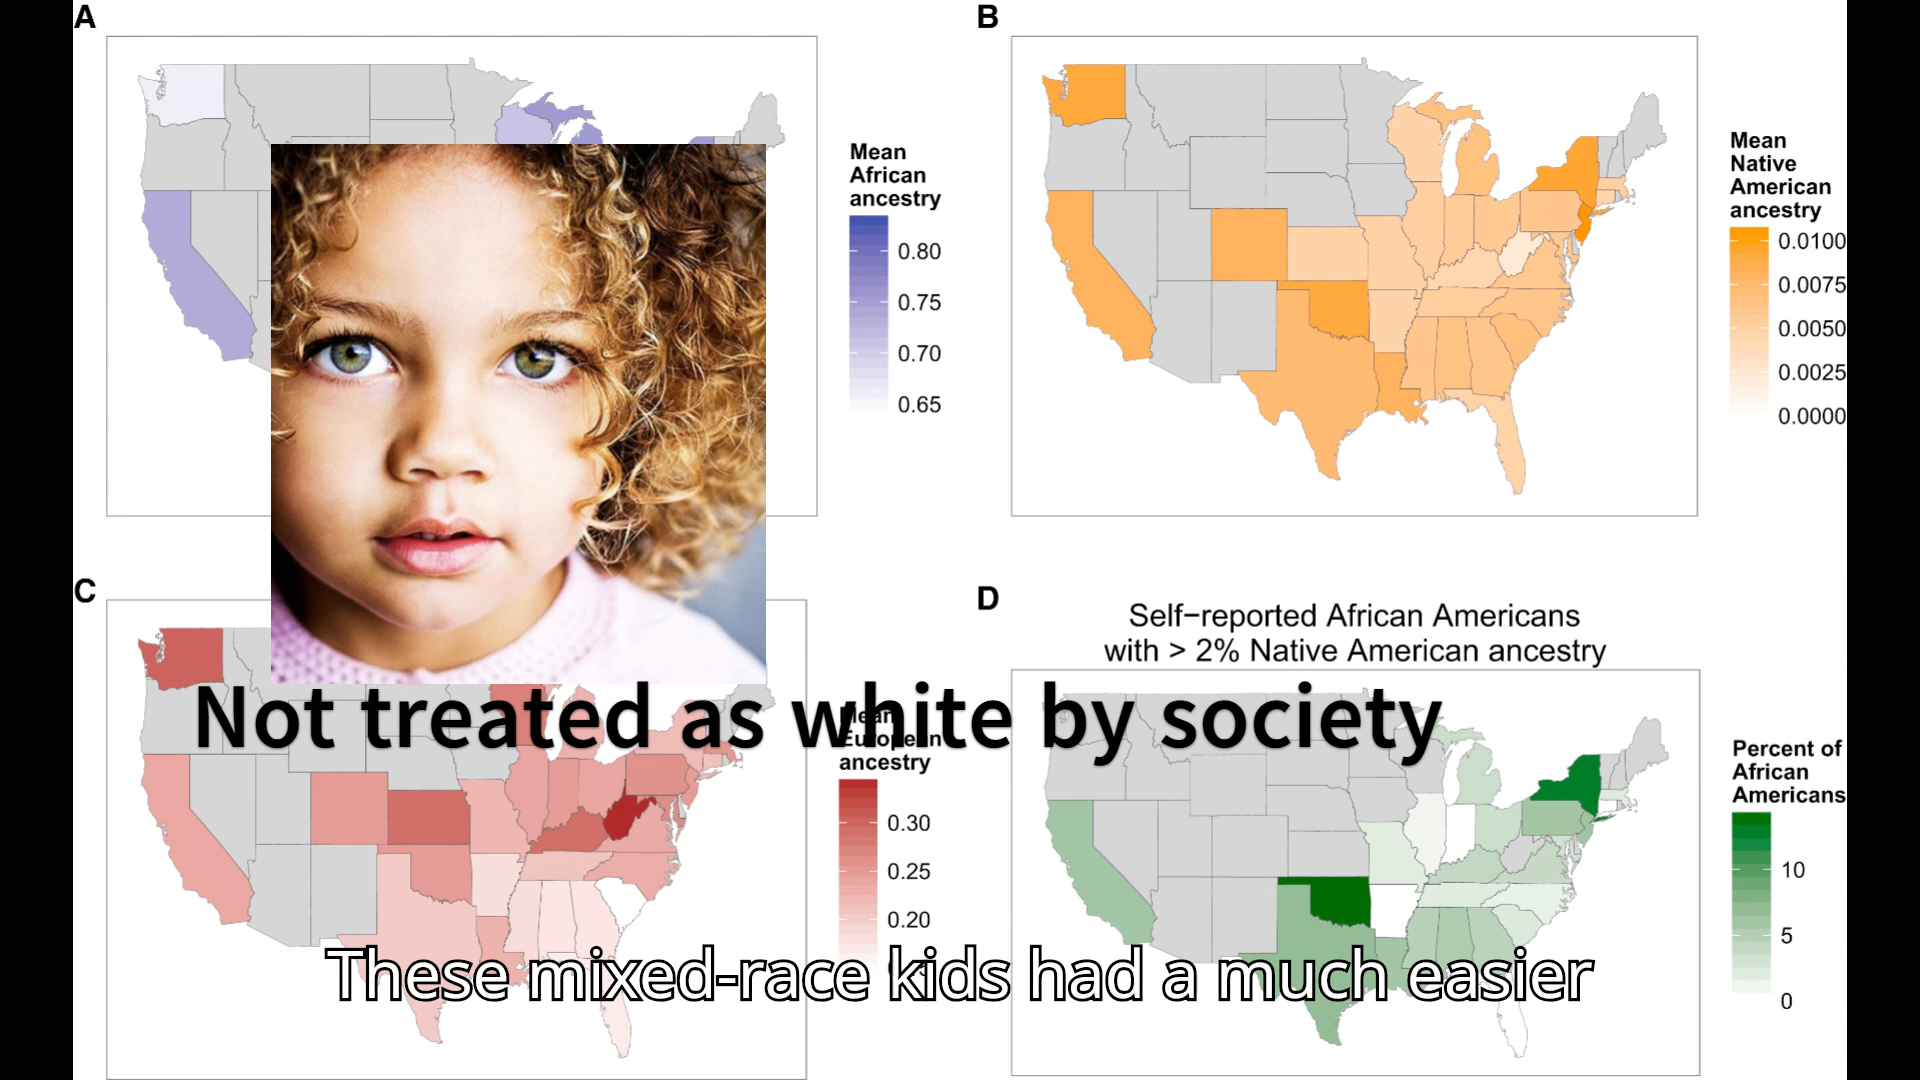 A
B
Mean
African
ancestry
0.80
0.75
0.70
0.65
Mean
Native
American
ancestry
0.0100
0.0075
0.0050
0.0025
0.0000
C
D
Self−reported African Americans
with > 2% Native American ancestry
Not treated as white by society
Mean
European
ancestry
0.30
0.25
0.20
Percent of
African
Americans
10
5
0
These mixed-race kids had a much easier